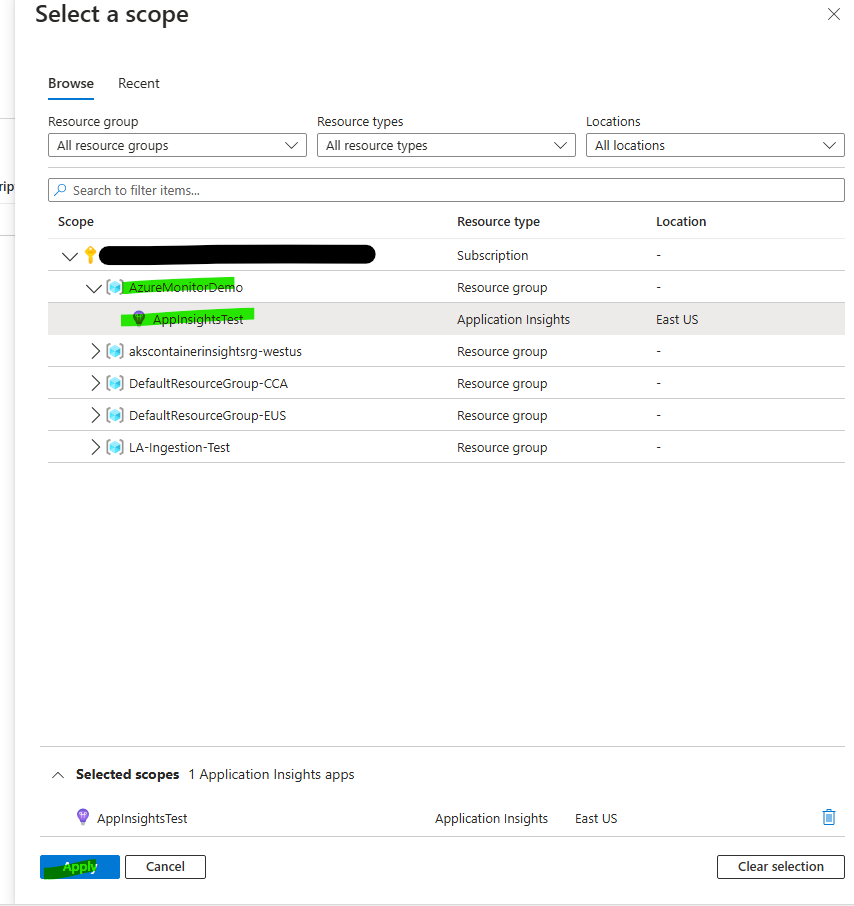 Select a scope
Browse Recent
Resource group Resource types Locations
All resource groups All resource types All locations
Search to filter items...
Scope Resource type Location
Subscription -
AzureMonitorDemo Resource group -
AppInsightsTest Application Insights East US
akscontainerinsightsrg-westus Resource group -
DefaultResourceGroup-CCA Resource group -
DefaultResourceGroup-EUS Resource group -
LA-Ingestion-Test Resource group -
Selected scopes 1 Application Insights apps
AppInsightsTest Application Insights East US
Apply Cancel Clear selection